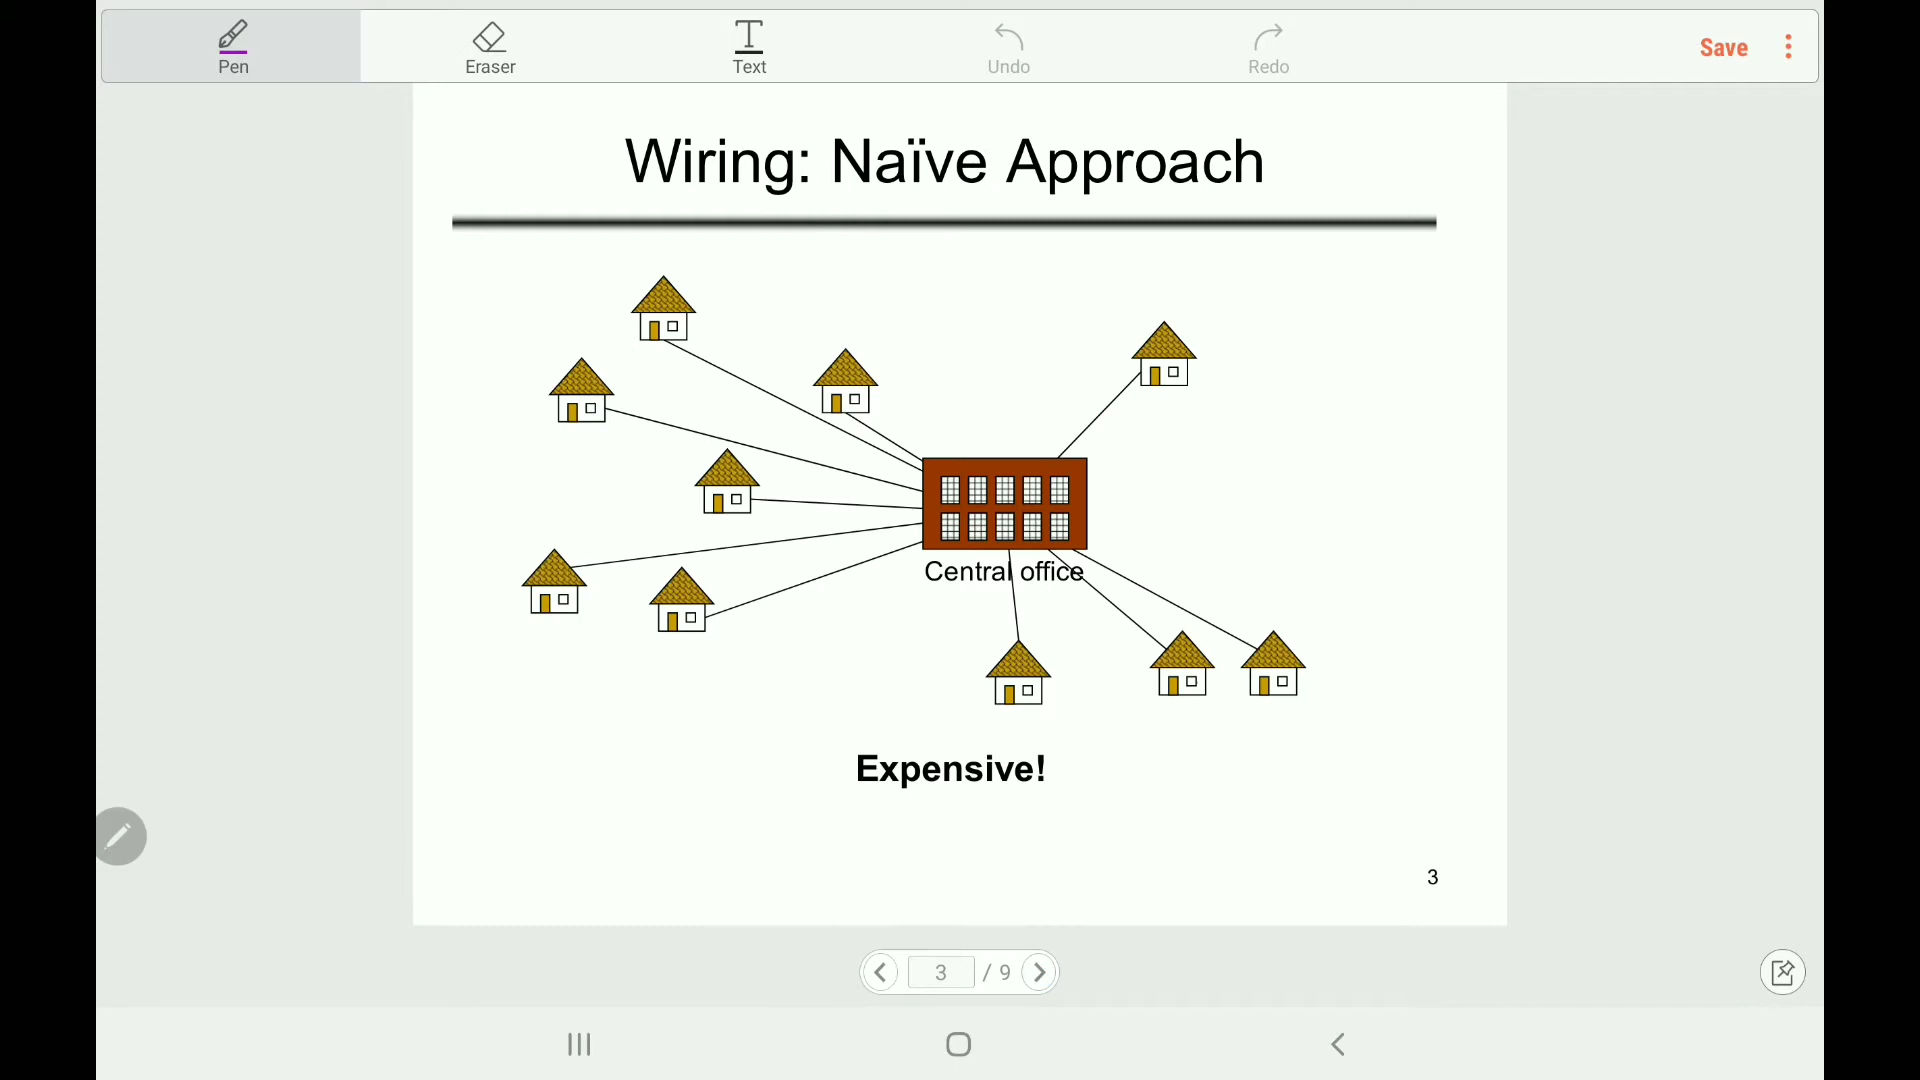 Pen
Eraser
Text
Undo
Redo
Save
Wiring: Naïve Approach
Central office
Expensive!
3
3 / 9